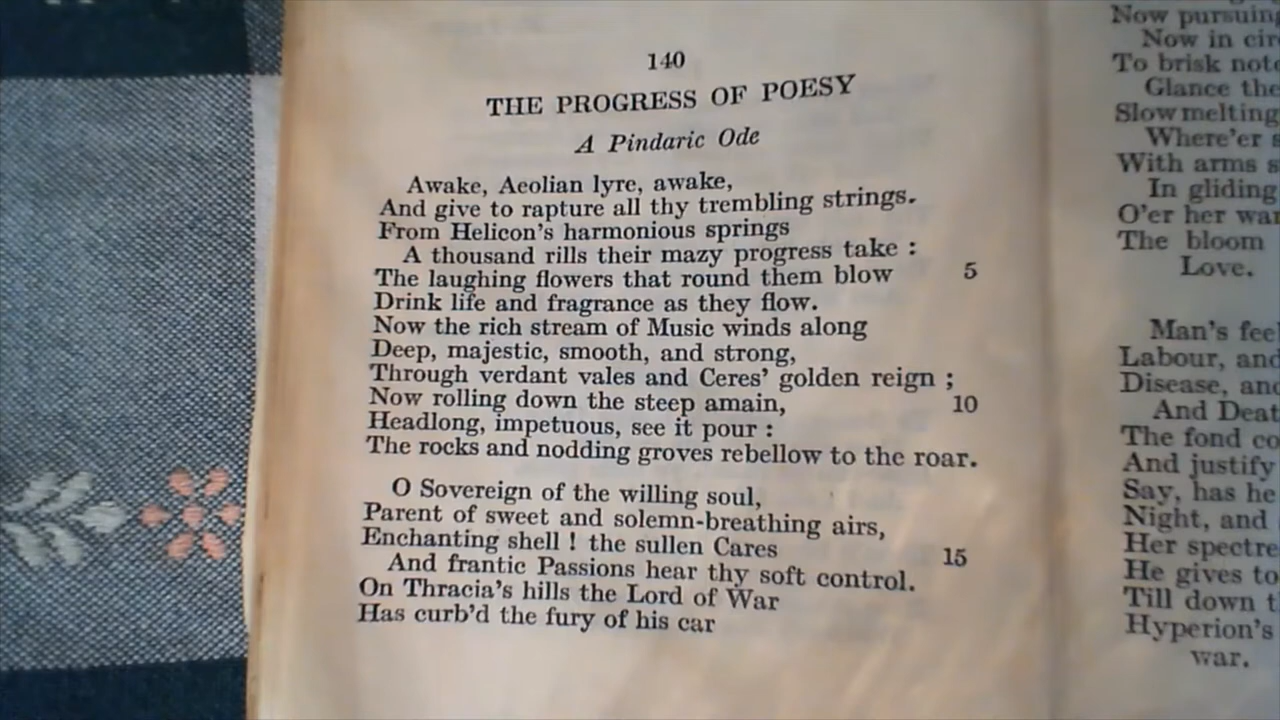 140
THE PROGRESS OF POESY
A Pindaric Ode
Awake, Aeolian lyre, awake,
And give to rapture all thy trembling strings.
From Helicon's harmonious springs
A thousand rills their mazy progress take :
The laughing flowers that round them blow 5
Drink life and fragrance as they flow.
Now the rich stream of Music winds along
Deep, majestic, smooth, and strong,
Through verdant vales and Ceres' golden reign ;
Now rolling down the steep amain, 10
Headlong, impetuous, see it pour :
The rocks and nodding groves rebellow to the roar.
O Sovereign of the willing soul,
Parent of sweet and solemn-breathing airs,
Enchanting shell ! the sullen Cares 15
And frantic Passions hear thy soft control.
On Thracia's hills the Lord of War
Has curb'd the fury of his car
Now pursuing
Now in
To brisk
Glance the
Slow melting
Where'er
With arms
In gliding
O'er her
The bloom
Love.
Man's
Labour, and
Disease, and
And
The fond
And justify
Say, has he
Night, and
Her
He gives to
Till down
Hyperion's
war.